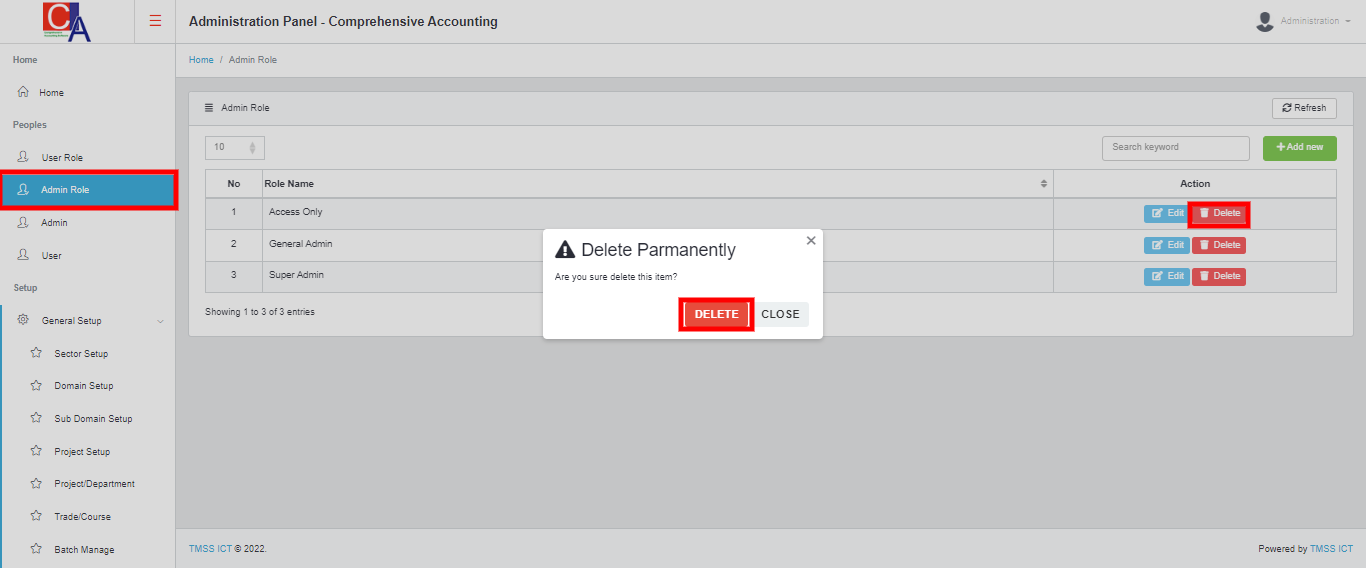 CA
Administration Panel - Comprehensive Accounting
Administration
Home
Home / Admin Role
Home
Peoples
User Role
Admin Role
Admin
User
Setup
General Setup
Sector Setup
Domain Setup
Sub Domain Setup
Project Setup
Project/Department
Trade/Course
Batch Manage
Admin Role
Refresh
10
Search keyword
Add new
No Role Name Action
1 Access Only Edit Delete
2 General Admin Edit Delete
3 Super Admin Edit Delete
Showing 1 to 3 of 3 entries
Delete Parmanently
Are you sure delete this item?
DELETE CLOSE
TMSS ICT © 2022.
Powered by TMSS ICT